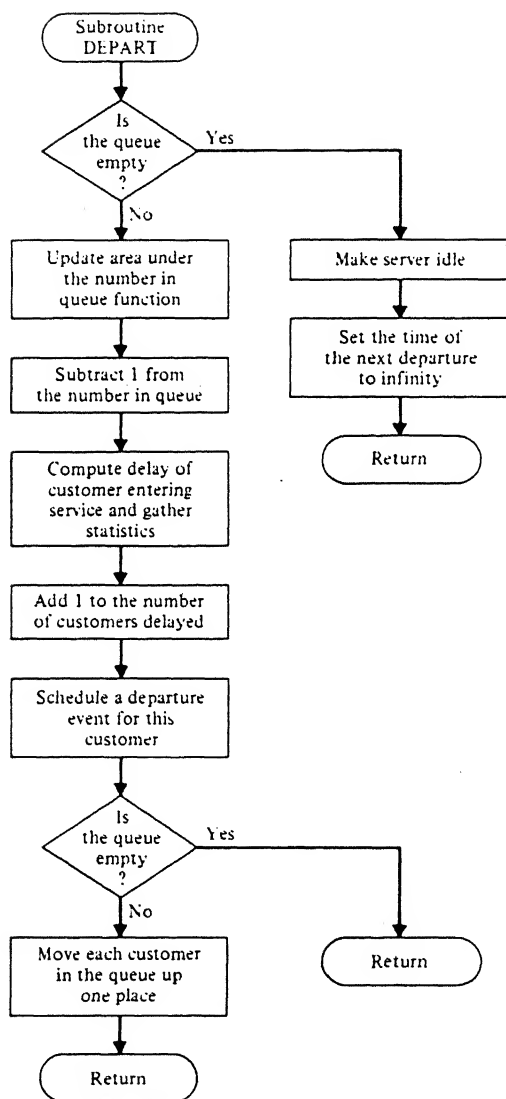 Subroutine
DEPART
Is
the queue
empty
?
Yes
No
Update area under
the number in
queue function
Make server idle
Subtract 1 from
the number in queue
Set the time of
the next departure
to infinity
Return
Compute delay of
customer entering
service and gather
statistics
Add 1 to the number
of customers delayed
Schedule a departure
event for this
customer
Is
the queue
empty
?
Yes
No
Move each customer
in the queue up
one place
Return
Return